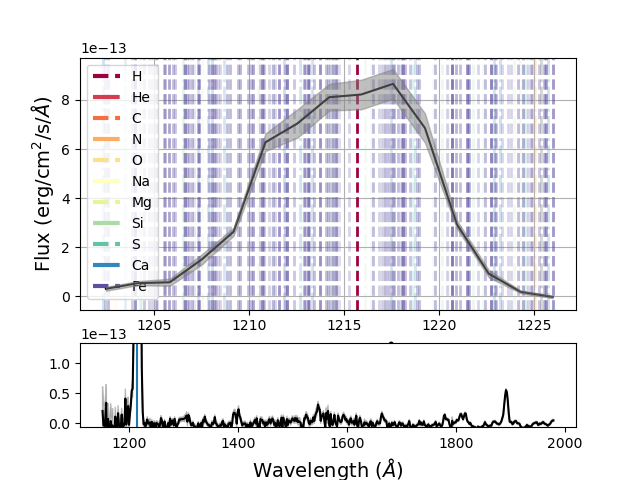 1e−13
Flux (erg/cm²/s/Å)
8
6
4
2
0
H
He
C
N
O
Na
Mg
Si
S
Ca
Fe
1205 1210 1215 1220 1225
1e−13
1.0
0.5
0.0
1200 1400 1600 1800 2000
Wavelength (Å)